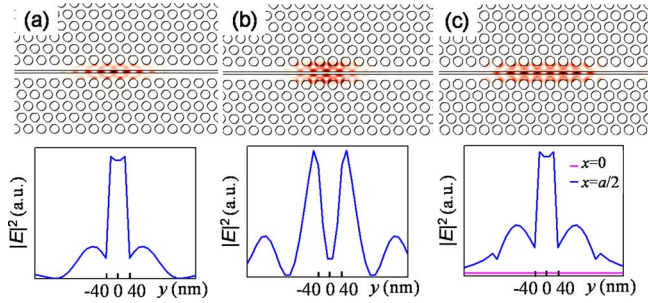 (a) (b) (c)
|E|² (a.u.)
-40 0 40 y (nm)
|E|² (a.u.)
-40 0 40 y (nm)
|E|² (a.u.)
x=0
x=a/2
-40 0 40 y (nm)